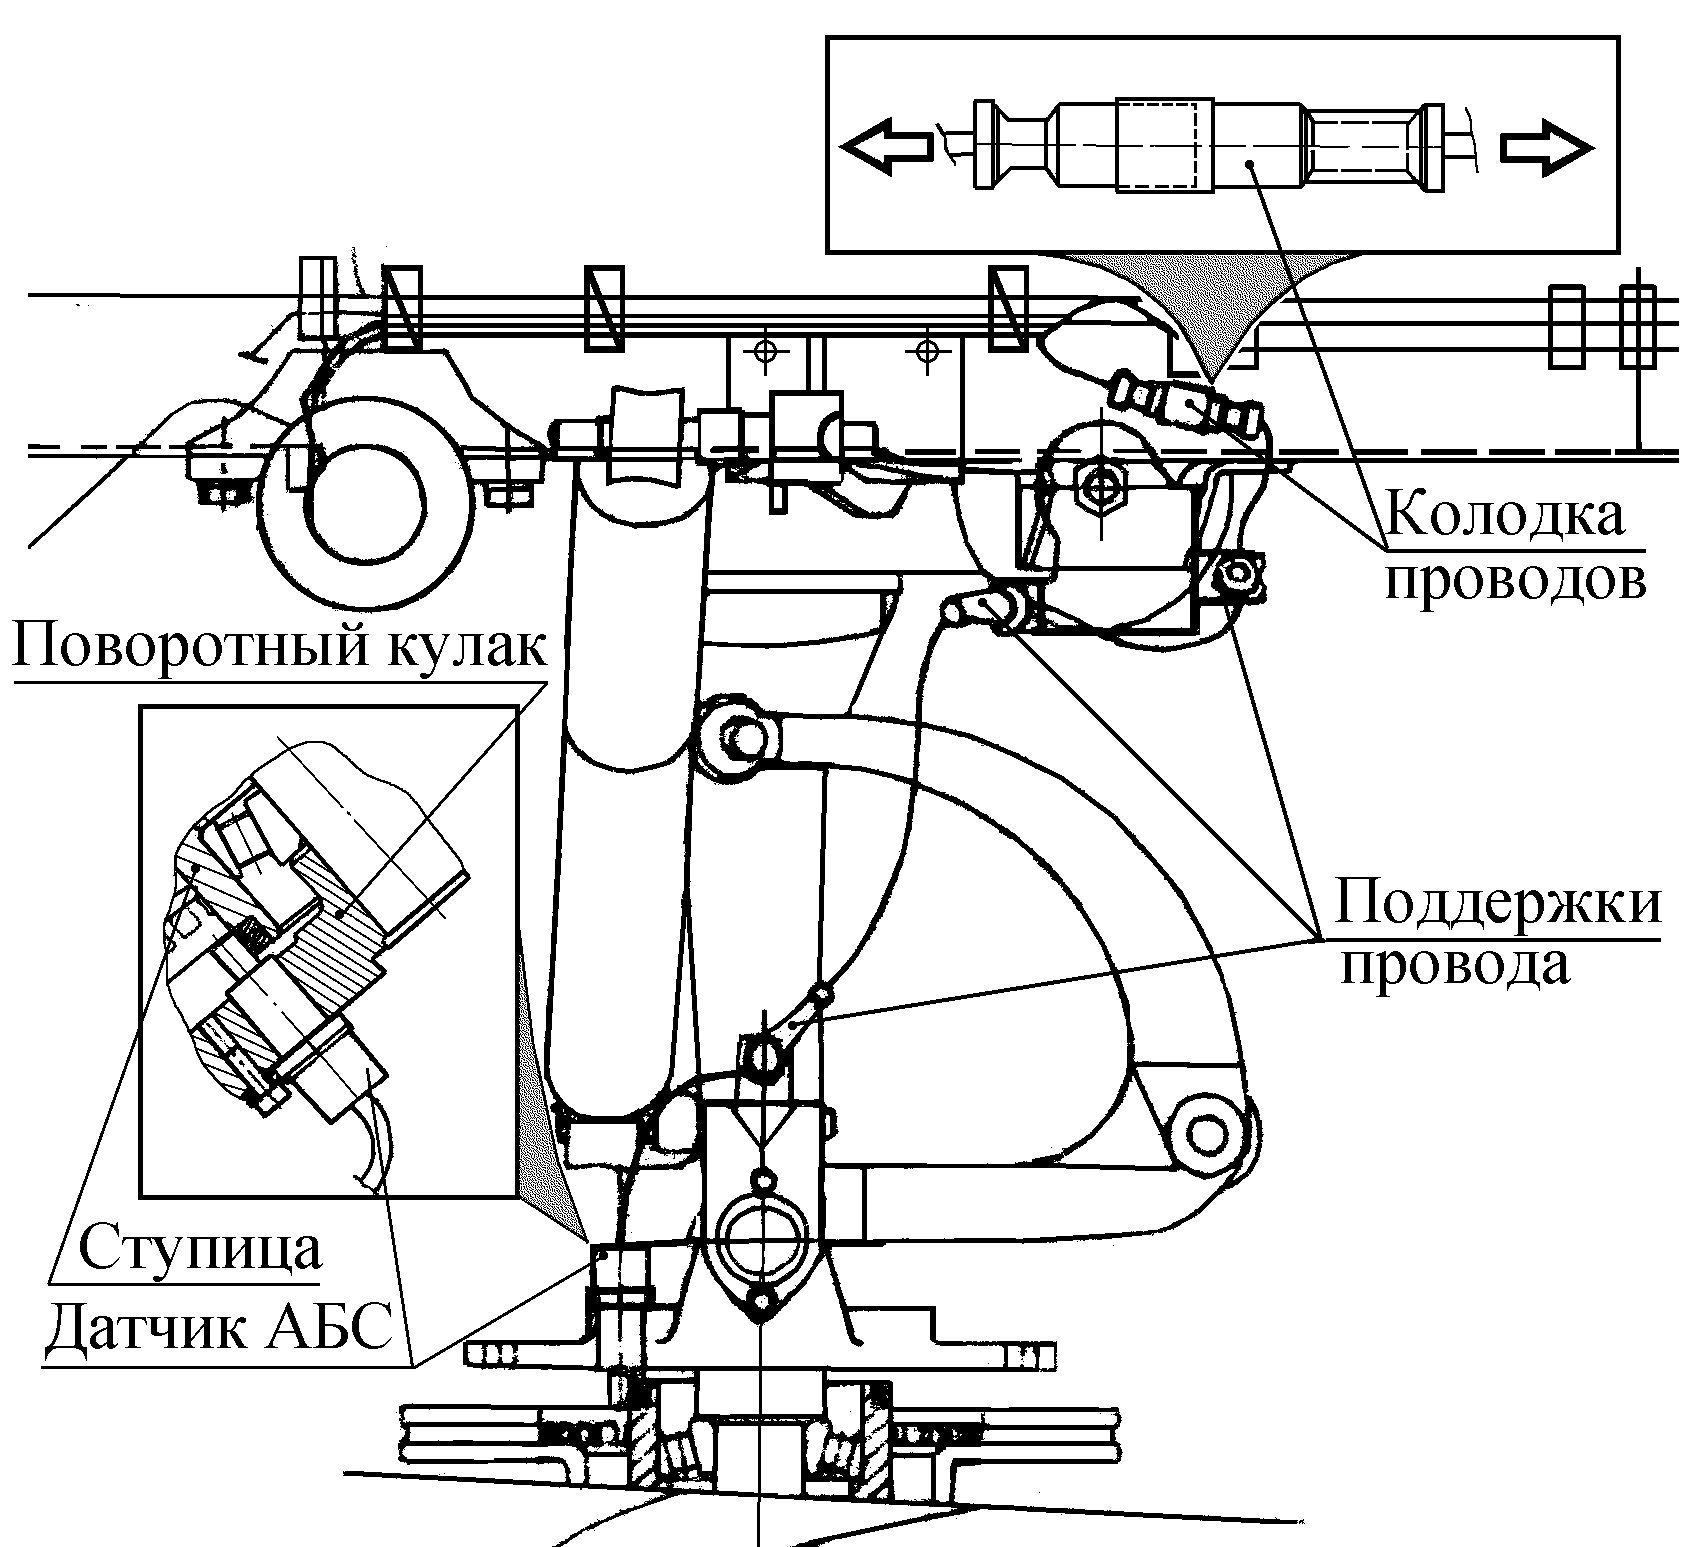 Колодка
проводов
Поворотный кулак
Поддержки
провода
Ступица
Датчик АБС